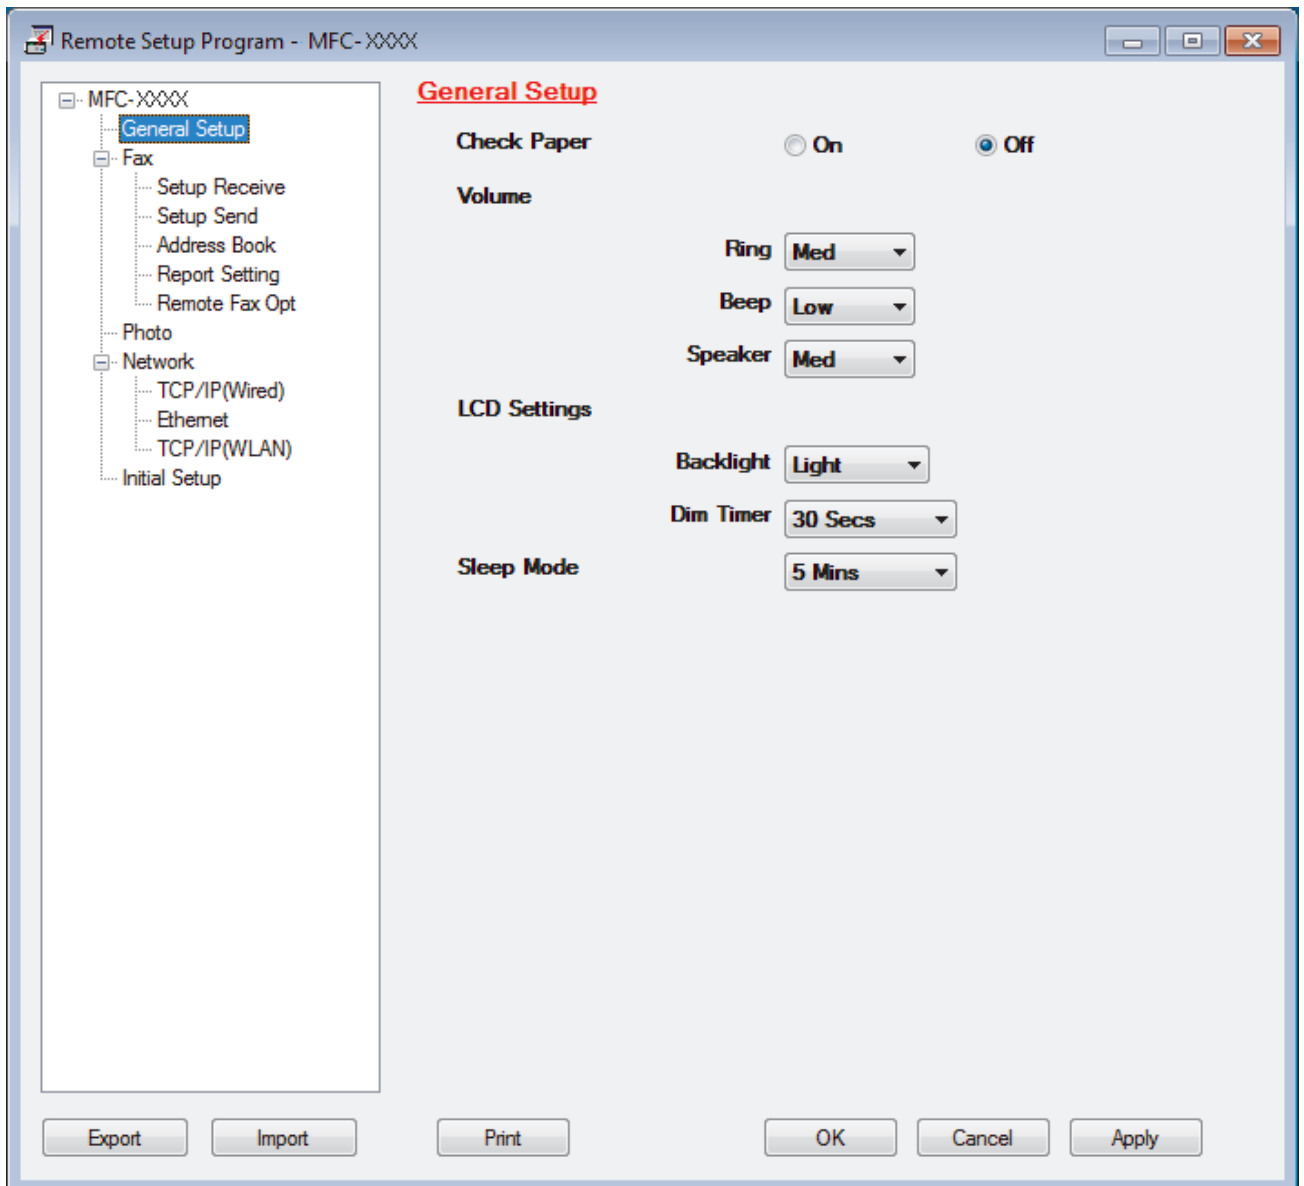 Remote Setup Program - MFC-XXXX
MFC-XXXX
General Setup
Fax
Setup Receive
Setup Send
Address Book
Report Setting
Remote Fax Opt
Photo
Network
TCP/IP(Wired)
Ethernet
TCP/IP(WLAN)
Initial Setup
General Setup
Check Paper On Off
Volume
Ring Med
Beep Low
Speaker Med
LCD Settings
Backlight Light
Dim Timer 30 Secs
Sleep Mode 5 Mins
Export Import Print OK Cancel Apply